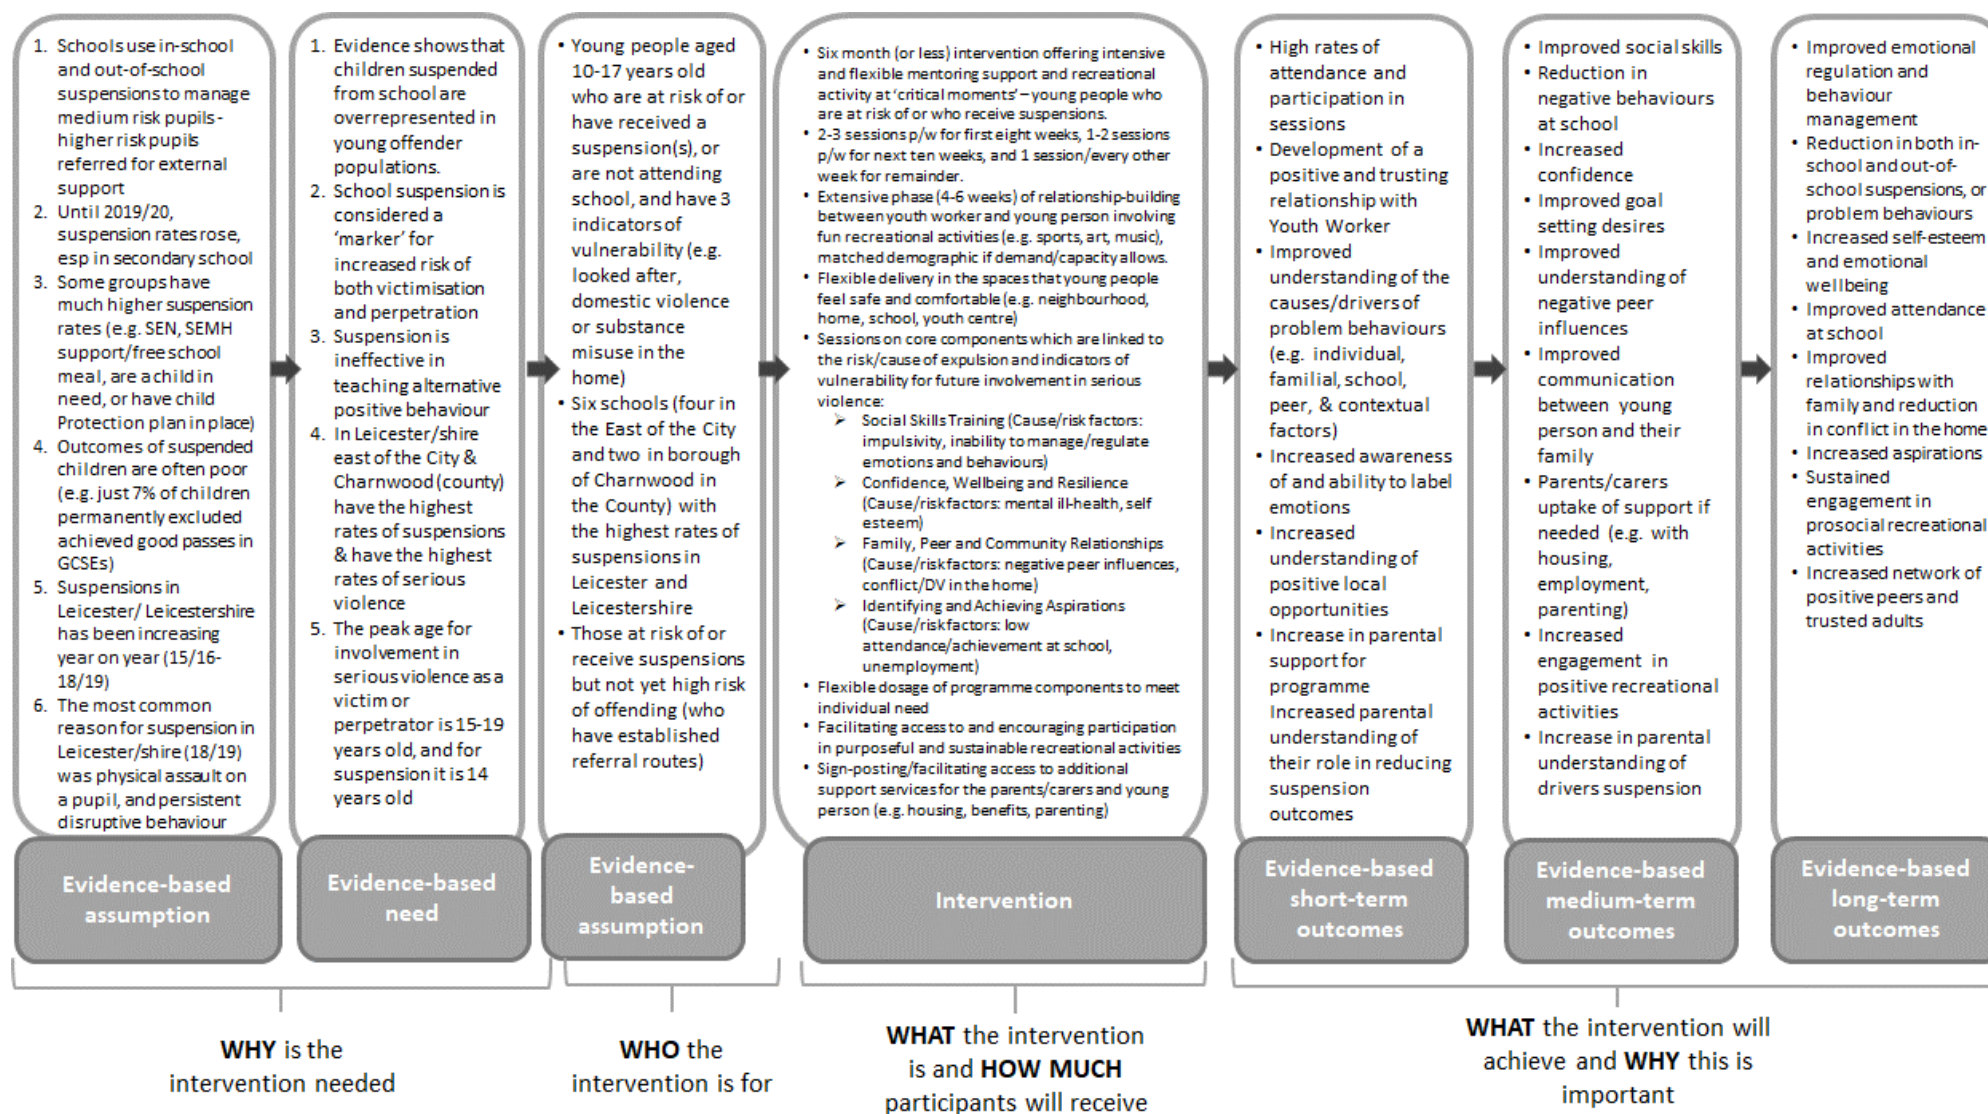 1. Schools use in-school
and out-of-school
suspensions to manage
medium risk pupils -
higher risk pupils
referred for external
support
2. Until 2019/20,
suspension rates rose,
esp in secondary school
3. Some groups have
much higher suspension
rates (e.g. SEN, SEMH
support/free school
meal, are a child in
need, or have child
Protection plan in place)
4. Outcomes of suspended
children are often poor
(e.g. just 7% of children
permanently excluded
achieved good passes in
GCSEs)
5. Suspensions in
Leicester/ Leicestershire
has been increasing
year on year (15/16-
18/19)
6. The most common
reason for suspension in
Leicester/shire (18/19)
was physical assault on
a pupil, and persistent
disruptive behaviour
Evidence-based
assumption
1. Evidence shows that
children suspended
from school are
overrepresented in
young offender
populations.
2. School suspension is
considered a
'marker' for
increased risk of
both victimisation
and perpetration
3. Suspension is
ineffective in
teaching alternative
positive behaviour
4. In Leicester/shire
east of the City &
Charnwood (county)
have the highest
rates of suspensions
& have the highest
rates of serious
violence
5. The peak age for
involvement in
serious violence as a
victim or
perpetrator is 15-19
years old, and for
suspension it is 14
years old
Evidence-based
need
• Young people aged
10-17 years old
who are at risk of or
have received a
suspension(s), or
are not attending
school, and have 3
indicators of
vulnerability (e.g.
looked after,
domestic violence
or substance
misuse in the
home)
• Six schools (four in
the East of the City
and two in borough
of Charnwood in
the County) with
the highest rates of
suspensions in
Leicester and
Leicestershire
• Those at risk of or
receive suspensions
but not yet high risk
of offending (who
have established
referral routes)
Evidence-
based
assumption
• Six month (or less) intervention offering intensive
and flexible mentoring support and recreational
activity at 'critical moments' – young people who
are at risk of or who receive suspensions.
• 2-3 sessions p/w for first eight weeks, 1-2 sessions
p/w for next ten weeks, and 1 session/every other
week for remainder.
• Extensive phase (4-6 weeks) of relationship-building
between youth worker and young person involving
fun recreational activities (e.g. sports, art, music),
matched demographic if demand/capacity allows.
• Flexible delivery in the spaces that young people
feel safe and comfortable (e.g. neighbourhood,
home, school, youth centre)
• Sessions on core components which are linked to
the risk/cause of expulsion and indicators of
vulnerability for future involvement in serious
violence:
➢ Social Skills Training (Cause/risk factors:
impulsivity, inability to manage/regulate
emotions and behaviours)
➢ Confidence, Wellbeing and Resilience
(Cause/risk factors: mental ill-health, self
esteem)
➢ Family, Peer and Community Relationships
(Cause/risk factors: negative peer influences,
conflict/DV in the home)
➢ Identifying and Achieving Aspirations
(Cause/risk factors: low
attendance/achievement at school,
unemployment)
• Flexible dosage of programme components to meet
individual need
• Facilitating access to and encouraging participation
in purposeful and sustainable recreational activities
• Sign-posting/facilitating access to additional
support services for the parents/carers and young
person (e.g. housing, benefits, parenting)
Intervention
• High rates of
attendance and
participation in
sessions
• Development of a
positive and trusting
relationship with
Youth Worker
• Improved
understanding of the
causes/drivers of
problem behaviours
(e.g. individual,
familial, school,
peer, & contextual
factors)
• Increased awareness
of and ability to label
emotions
• Increased
understanding of
positive local
opportunities
• Increase in parental
support for
programme
Increased parental
understanding of
their role in reducing
suspension
outcomes
Evidence-based
short-term
outcomes
• Improved social skills
• Reduction in
negative behaviours
at school
• Increased
confidence
• Improved goal
setting desires
• Improved
understanding of
negative peer
influences
• Improved
communication
between young
person and their
family
• Parents/carers
uptake of support if
needed (e.g. with
housing,
employment,
parenting)
• Increased
engagement in
positive recreational
activities
• Increase in parental
understanding of
drivers suspension
Evidence-based
medium-term
outcomes
• Improved emotional
regulation and
behaviour
management
• Reduction in both in-
school and out-of-
school suspensions, or
problem behaviours
• Increased self-esteem
and emotional
wellbeing
• Improved attendance
at school
• Improved
relationships with
family and reduction
in conflict in the home
• Increased aspirations
• Sustained
engagement in
prosocial recreational
activities
• Increased network of
positive peers and
trusted adults
Evidence-based
long-term
outcomes
WHY is the
intervention needed
WHO the
intervention is for
WHAT the intervention
is and HOW MUCH
participants will receive
WHAT the intervention will
achieve and WHY this is
important